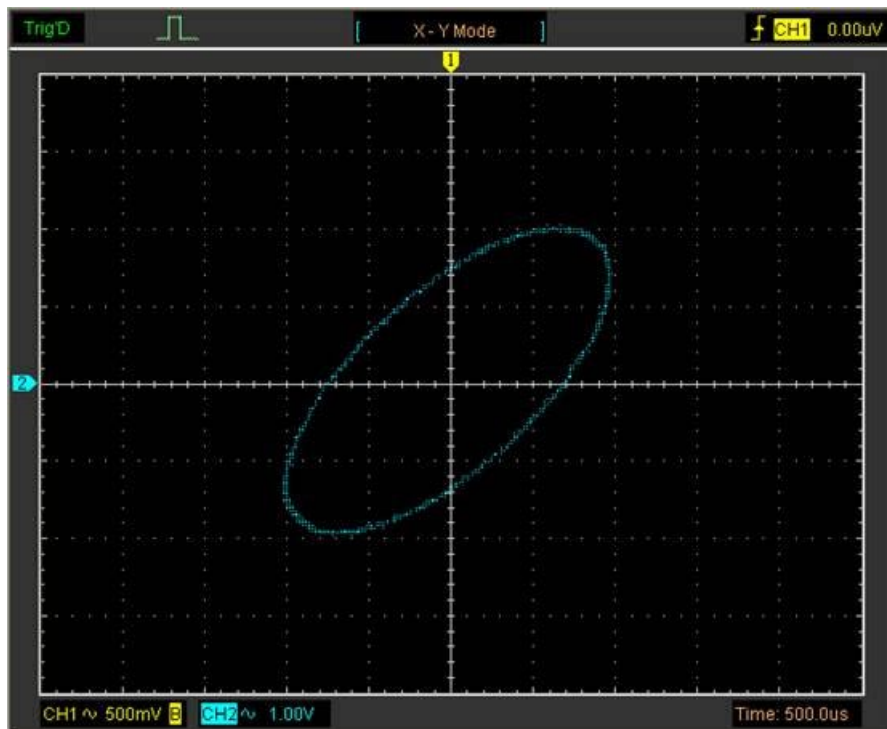 Trig'D [ X - Y Mode ] CH1 0.00uV
1
2
CH1 ∿ 500mV B CH2 ∿ 1.00V Time: 500.0us